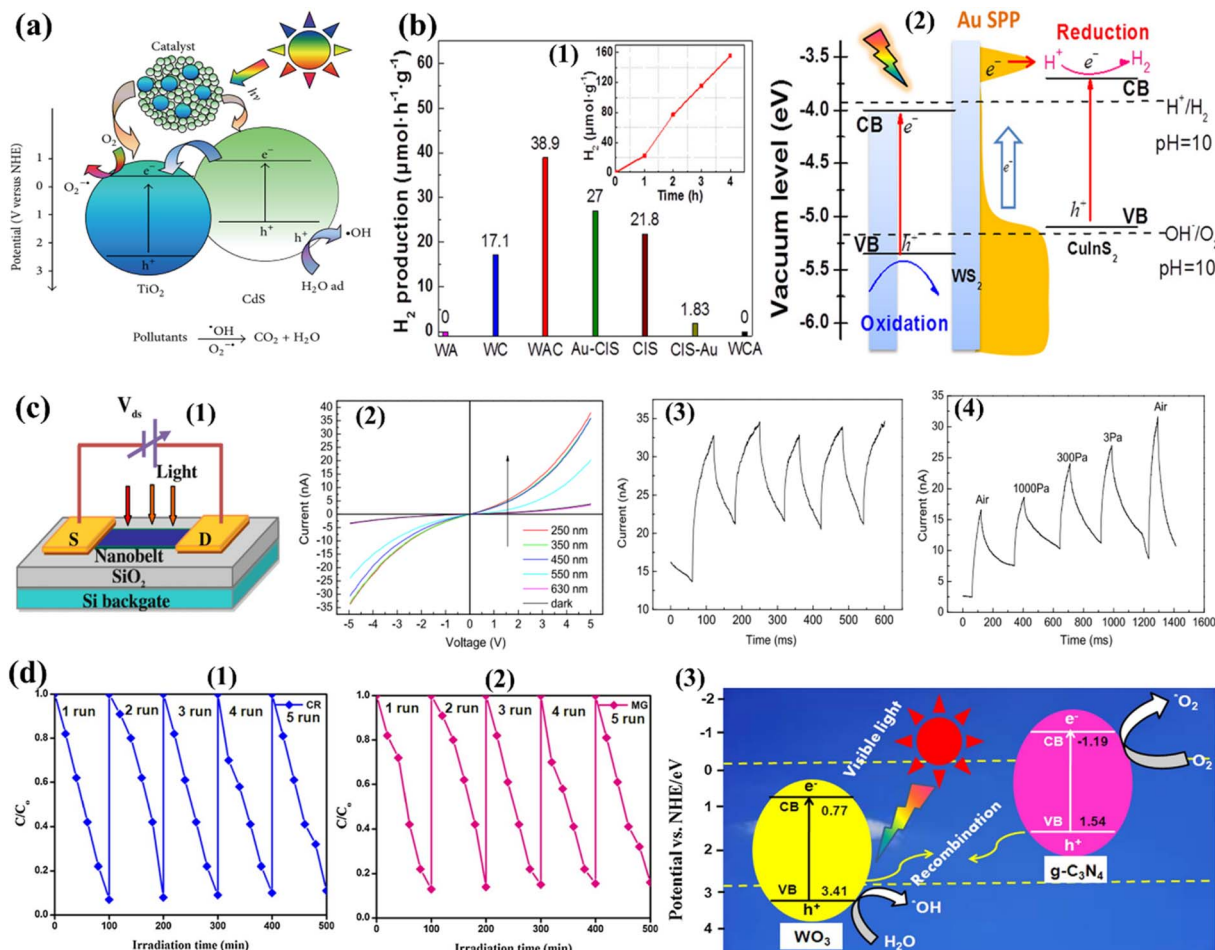 (a)
Catalyst
hν
O2
O2−•
e−
e−
h+
h+
h+
•OH
H2O ad
TiO2
CdS
Potential (V versus NHE)
1
0
1
2
3
Pollutants •OH O2−• CO2 + H2O
(b)
H2 production (μmol·h-1·g-1)
80
70
60
50
40
30
20
10
0
0
17.1
38.9
27
21.8
1.83
0
WA WC WAC Au-CIS CIS CIS-Au WCA
(1)
H2 (μmol·g-1)
160
120
80
40
0
0 1 2 3 4
Time (h)
(2)
Au SPP
Reduction
H+ e- H2
e-
Vacuum level (eV)
-3.5
-4.0
-4.5
-5.0
-5.5
-6.0
CB
CB
H+/H2
pH=10
e-
e-
e-
h+
VB
CuInS2
OH-/O2
pH=10
VB
h-
WS2
Oxidation
(c)
(1)
Vds
Light
S
D
Nanobelt
SiO2
Si backgate
(2)
Current (nA)
40
35
30
25
20
15
10
5
0
-5
-10
-15
-20
-25
-30
-35
250 nm
350 nm
450 nm
550 nm
630 nm
dark
-5 -4 -3 -2 -1 0 1 2 3 4 5
Voltage (V)
(3)
Current (nA)
35
30
25
20
15
10
0 100 200 300 400 500 600
Time (ms)
(4)
Current (nA)
35
30
25
20
15
10
5
0
Air
1000Pa
300Pa
3Pa
Air
0 200 400 600 800 1000 1200 1400
Time (ms)
(d)
(1)
C/Co
1.0
0.8
0.6
0.4
0.2
0.0
1 run 2 run 3 run 4 run 5 run
CR
0 100 200 300 400 500
Irradiation time (min)
(2)
C/Co
1.0
0.8
0.6
0.4
0.2
0.0
1 run 2 run 3 run 4 run 5 run
MG
0 100 200 300 400 500
Irradiation time (min)
(3)
Potential vs. NHE/eV
-2
-1
0
1
2
3
4
Visible light
Recombination
e-
CB
0.77
VB
3.41
h+
WO3
·OH
H2O
e-
CB
-1.19
VB
1.54
h+
g-C3N4
·O2
O2